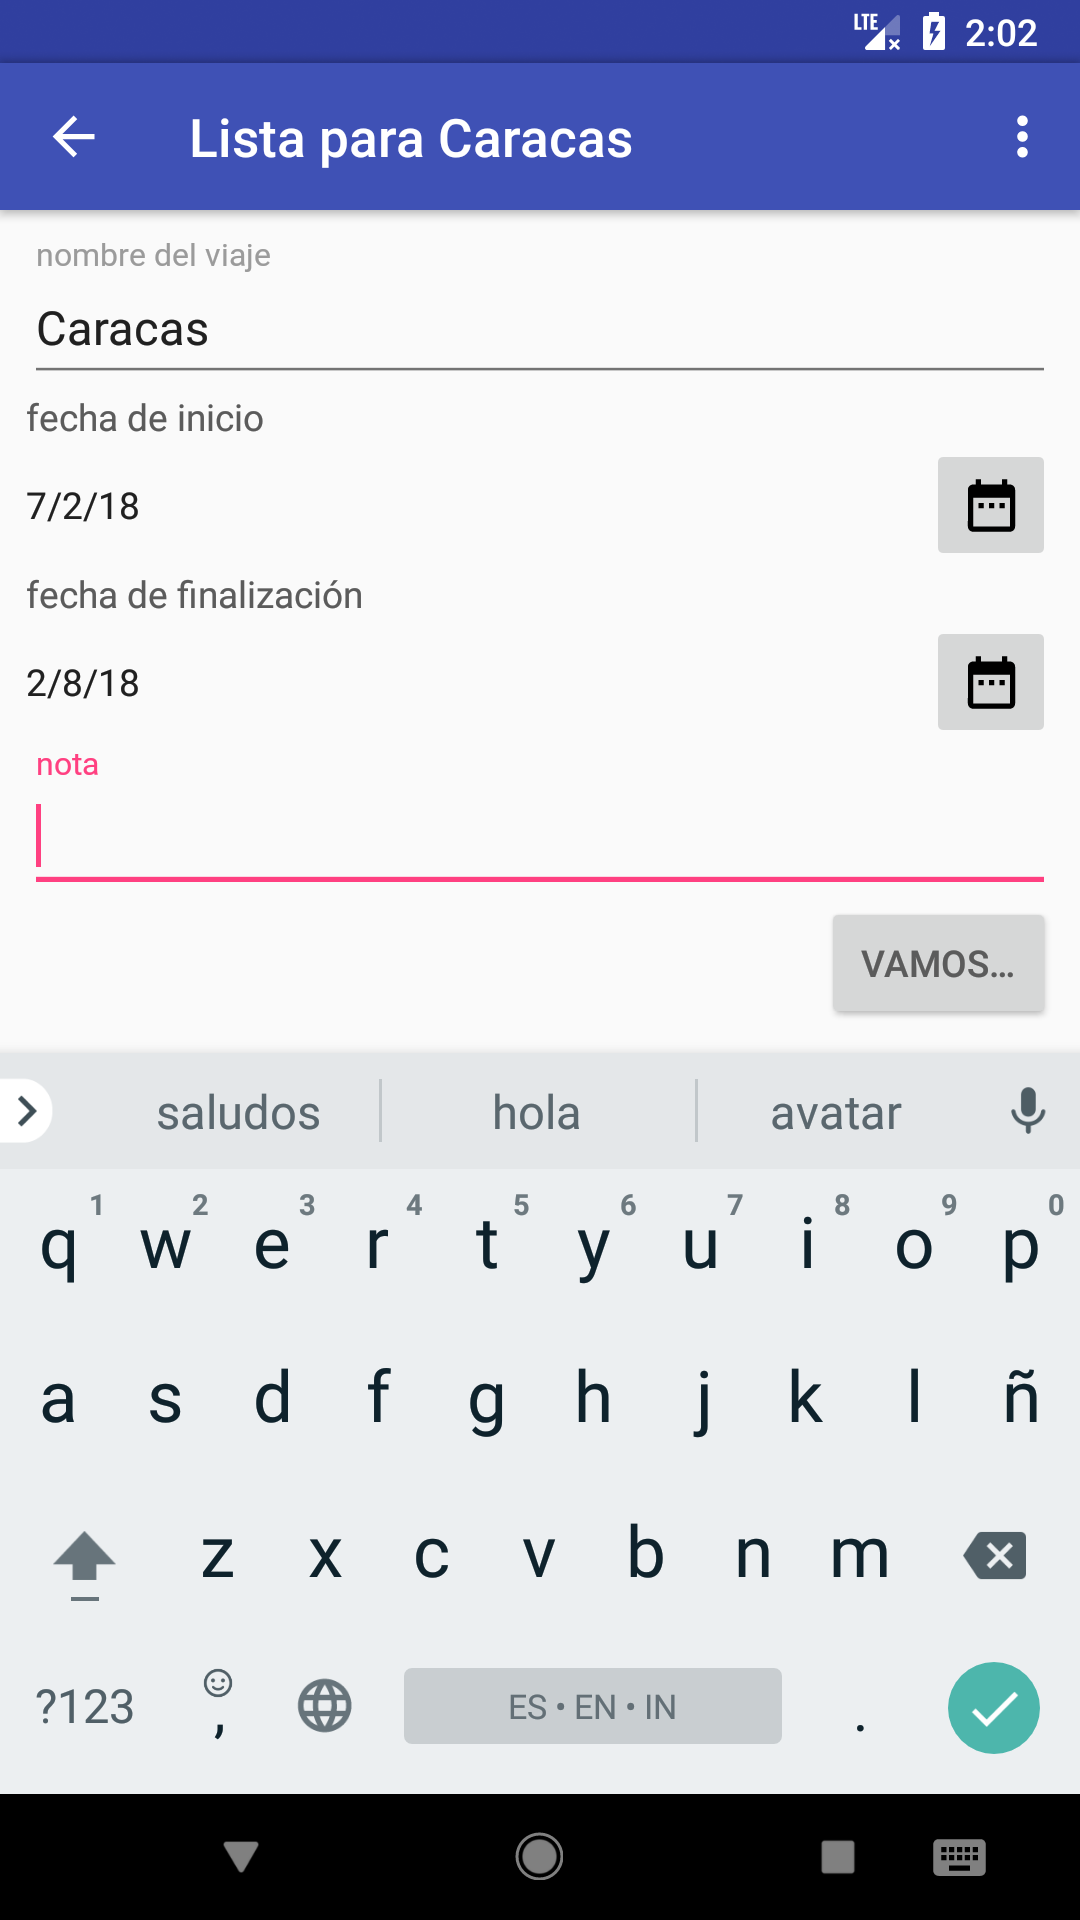 LTE 2:02
Lista para Caracas
nombre del viaje
Caracas
fecha de inicio
7/2/18
fecha de finalización
2/8/18
nota
VAMOS...
saludos hola avatar
1 2 3 4 5 6 7 8 9 0
q w e r t y u i o p
a s d f g h j k l ñ
z x c v b n m
?123 , ES • EN • IN .